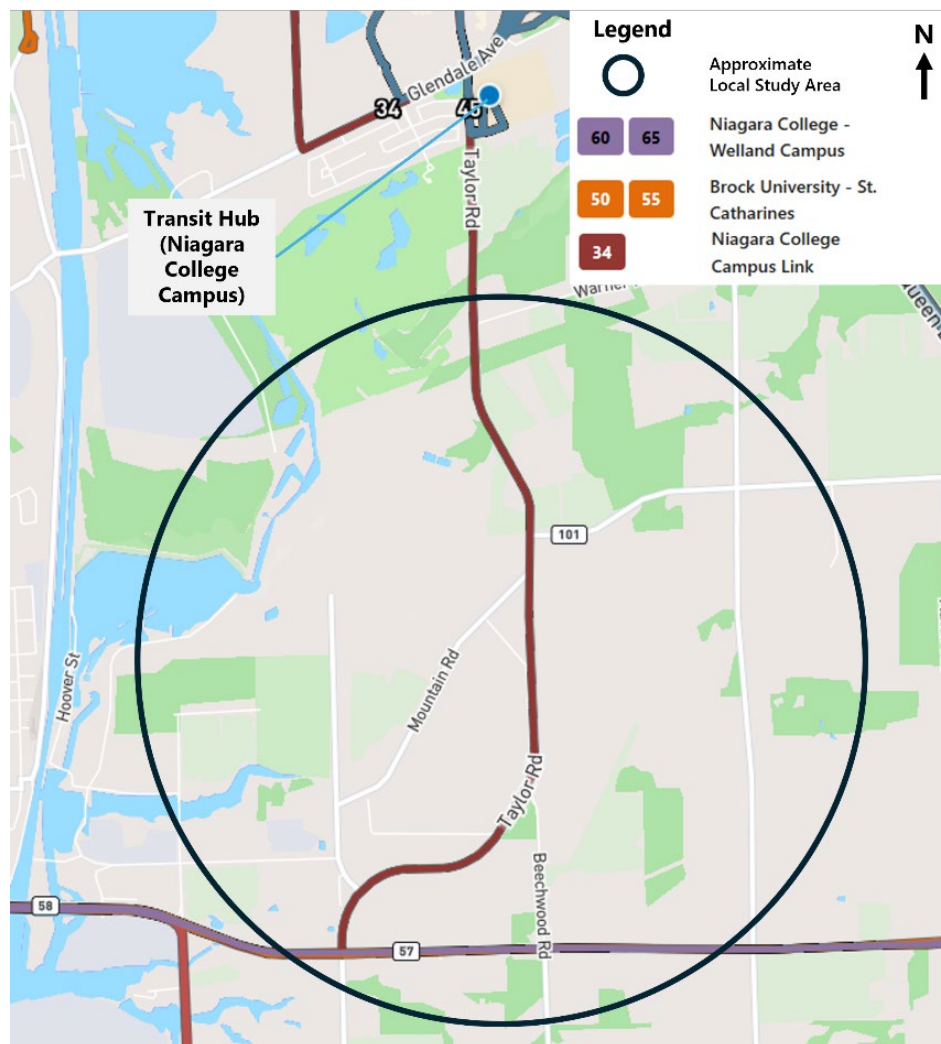 Legend
Approximate
Local Study Area
60 65
Niagara College -
Welland Campus
50 55
Brock University - St.
Catharines
34
Niagara College
Campus Link
N
Glendale Ave
34
45
Taylor Rd
Transit Hub
(Niagara
College
Campus)
101
Mountain Rd
Hoover St
Taylor Rd
Beechwood Rd
58
57